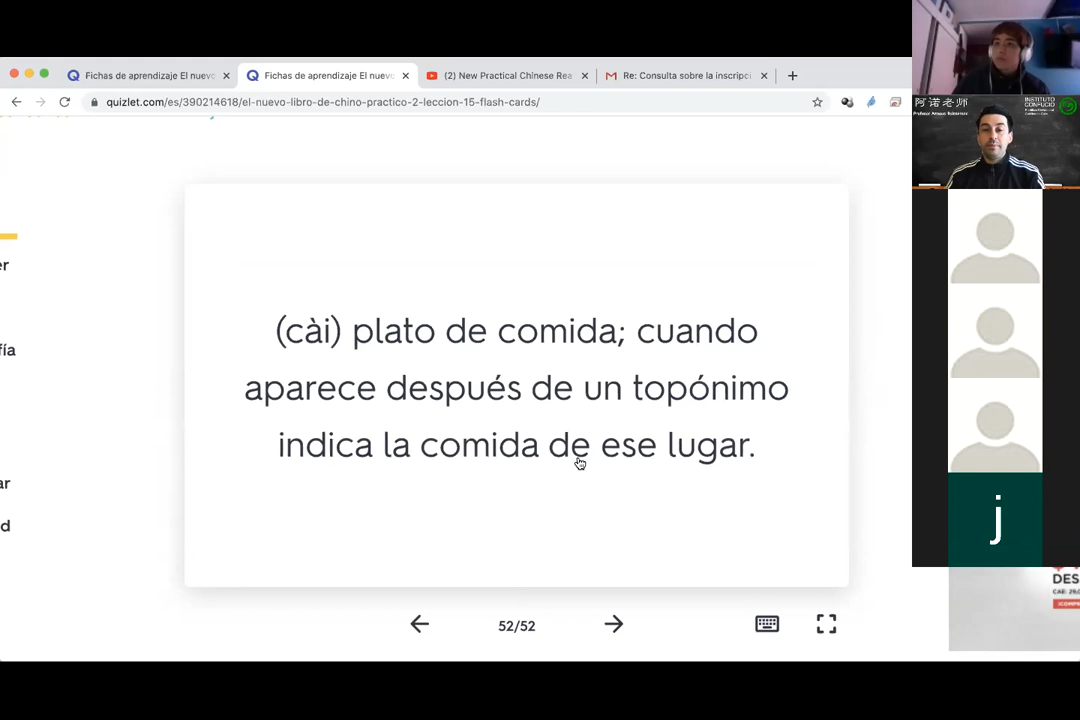 Fichas de aprendizaje El nuevo
Fichas de aprendizaje El nuevo
(2) New Practical Chinese Rea
Re: Consulta sobre la inscripci
quizlet.com/es/390214618/el-nuevo-libro-de-chino-practico-2-leccion-15-flash-cards/
阿诺老师
INSTITUTO
CONFUCIO
er
fía
ar
d
(cài) plato de comida; cuando
aparece después de un topónimo
indica la comida de ese lugar.
52/52
j
DES